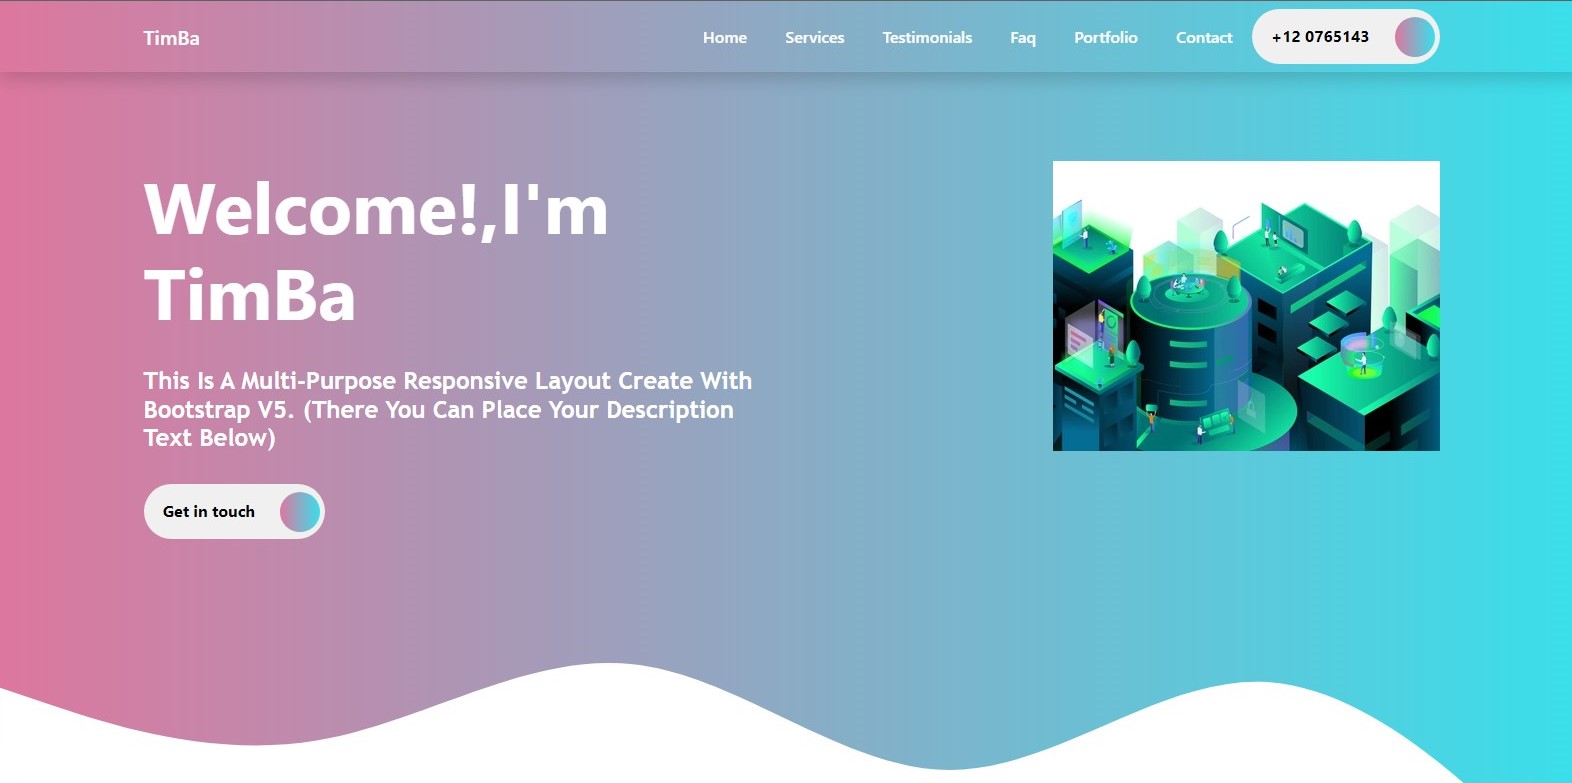 TimBa
Home Services Testimonials Faq Portfolio Contact +12 0765143
Welcome!,I'm
TimBa
This Is A Multi-Purpose Responsive Layout Create With
Bootstrap V5. (There You Can Place Your Description
Text Below)
Get in touch